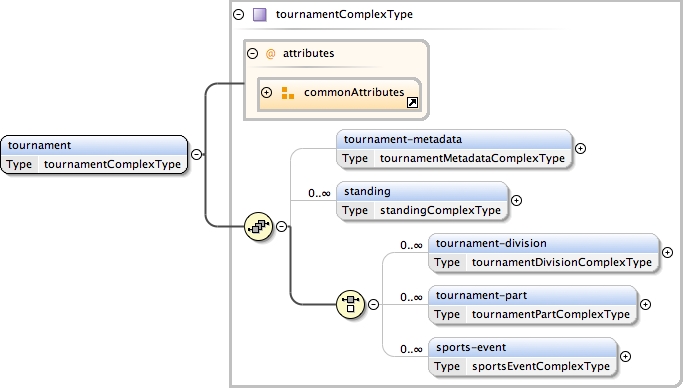 tournamentComplexType
@ attributes
commonAttributes
tournament
Type tournamentComplexType
tournament-metadata
Type tournamentMetadataComplexType
0..∞
standing
Type standingComplexType
0..∞
tournament-division
Type tournamentDivisionComplexType
0..∞
tournament-part
Type tournamentPartComplexType
0..∞
sports-event
Type sportsEventComplexType